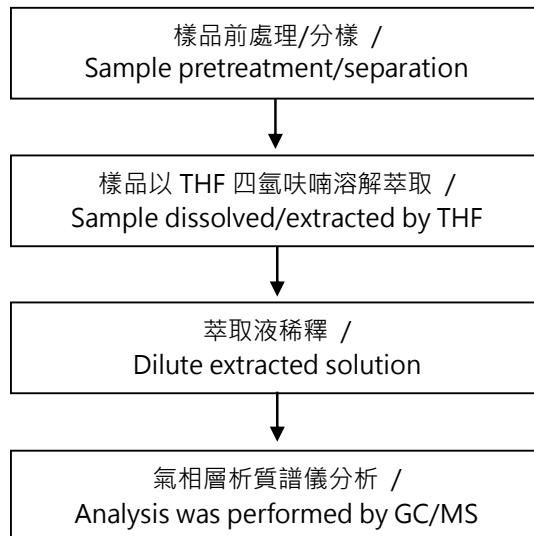 樣品前處理/分樣 /
Sample pretreatment/separation
樣品以 THF 四氫呋喃溶解萃取 /
Sample dissolved/extracted by THF
萃取液稀釋 /
Dilute extracted solution
氣相層析質譜儀分析 /
Analysis was performed by GC/MS